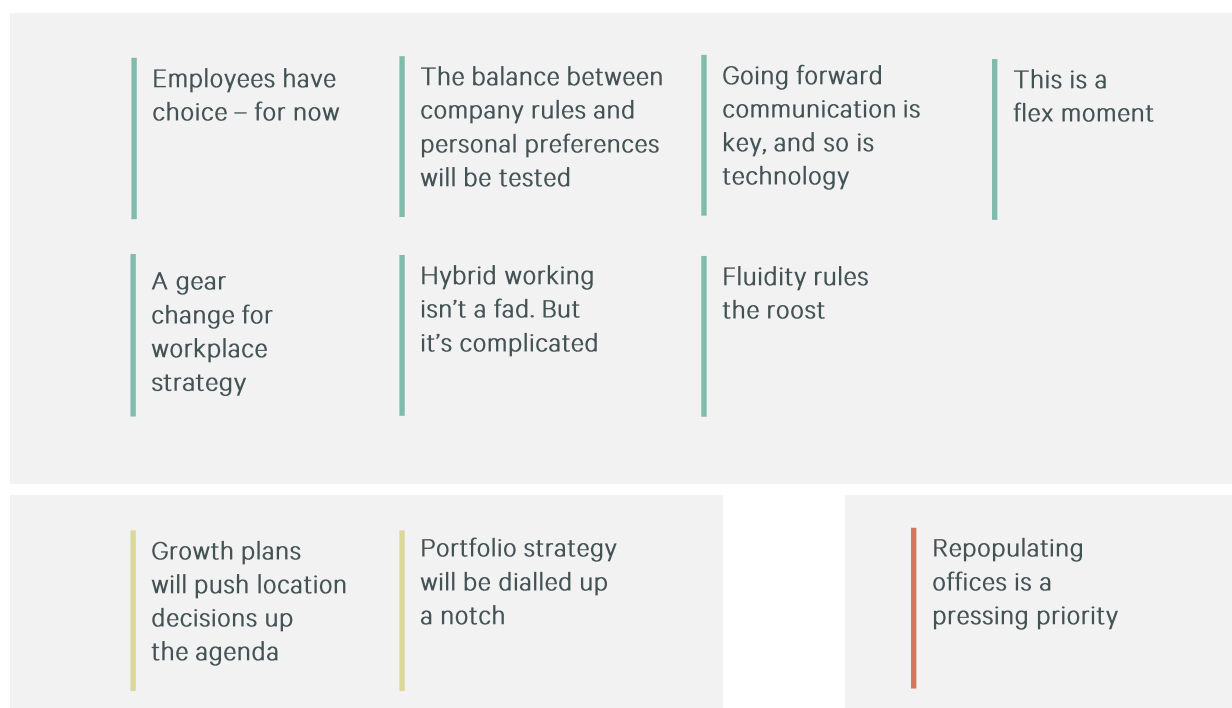 Employees have
choice – for now
The balance between
company rules and
personal preferences
will be tested
Going forward
communication is
key, and so is
technology
This is a
flex moment
A gear
change for
workplace
strategy
Hybrid working
isn’t a fad. But
it’s complicated
Fluidity rules
the roost
Growth plans
will push location
decisions up
the agenda
Portfolio strategy
will be dialled up
a notch
Repopulating
offices is a
pressing priority